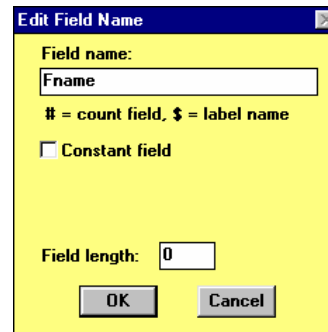 Edit Field Name
Field name:
Fname
# = count field, $ = label name
Constant field
Field length: 0
OK Cancel